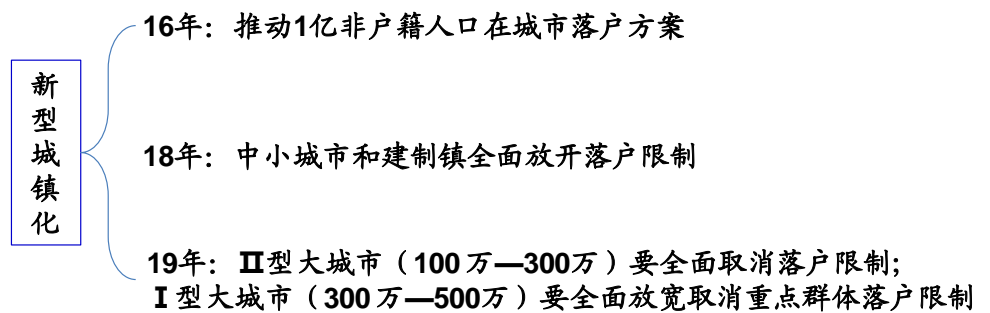 新型城镇化
16年：推动1亿非户籍人口在城市落户方案
18年：中小城市和建制镇全面放开落户限制
19年：Ⅱ型大城市（100万—300万）要全面取消落户限制；
Ⅰ型大城市（300万—500万）要全面放宽取消重点群体落户限制